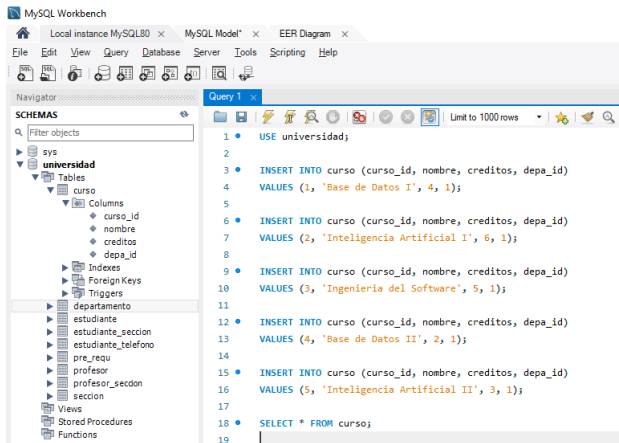 MySQL Workbench
Local instance MySQL80 × MySQL Model* × EER Diagram ×
File Edit View Query Database Server Tools Scripting Help
Navigator
SCHEMAS
Filter objects
sys
universidad
Tables
curso
Columns
curso_id
nombre
creditos
depa_id
Indexes
Foreign Keys
Triggers
departamento
estudiante
estudiante_seccion
estudiante_telefono
pre_requ
profesor
profesor_seccion
seccion
Views
Stored Procedures
Functions
Query 1 ×
Limit to 1000 rows
1 USE universidad;
2
3 INSERT INTO curso (curso_id, nombre, creditos, depa_id)
4 VALUES (1, 'Base de Datos I', 4, 1);
5
6 INSERT INTO curso (curso_id, nombre, creditos, depa_id)
7 VALUES (2, 'Inteligencia Artificial I', 6, 1);
8
9 INSERT INTO curso (curso_id, nombre, creditos, depa_id)
10 VALUES (3, 'Ingenieria del Software', 5, 1);
11
12 INSERT INTO curso (curso_id, nombre, creditos, depa_id)
13 VALUES (4, 'Base de Datos II', 2, 1);
14
15 INSERT INTO curso (curso_id, nombre, creditos, depa_id)
16 VALUES (5, 'Inteligencia Artificial II', 3, 1);
17
18 SELECT * FROM curso;
19